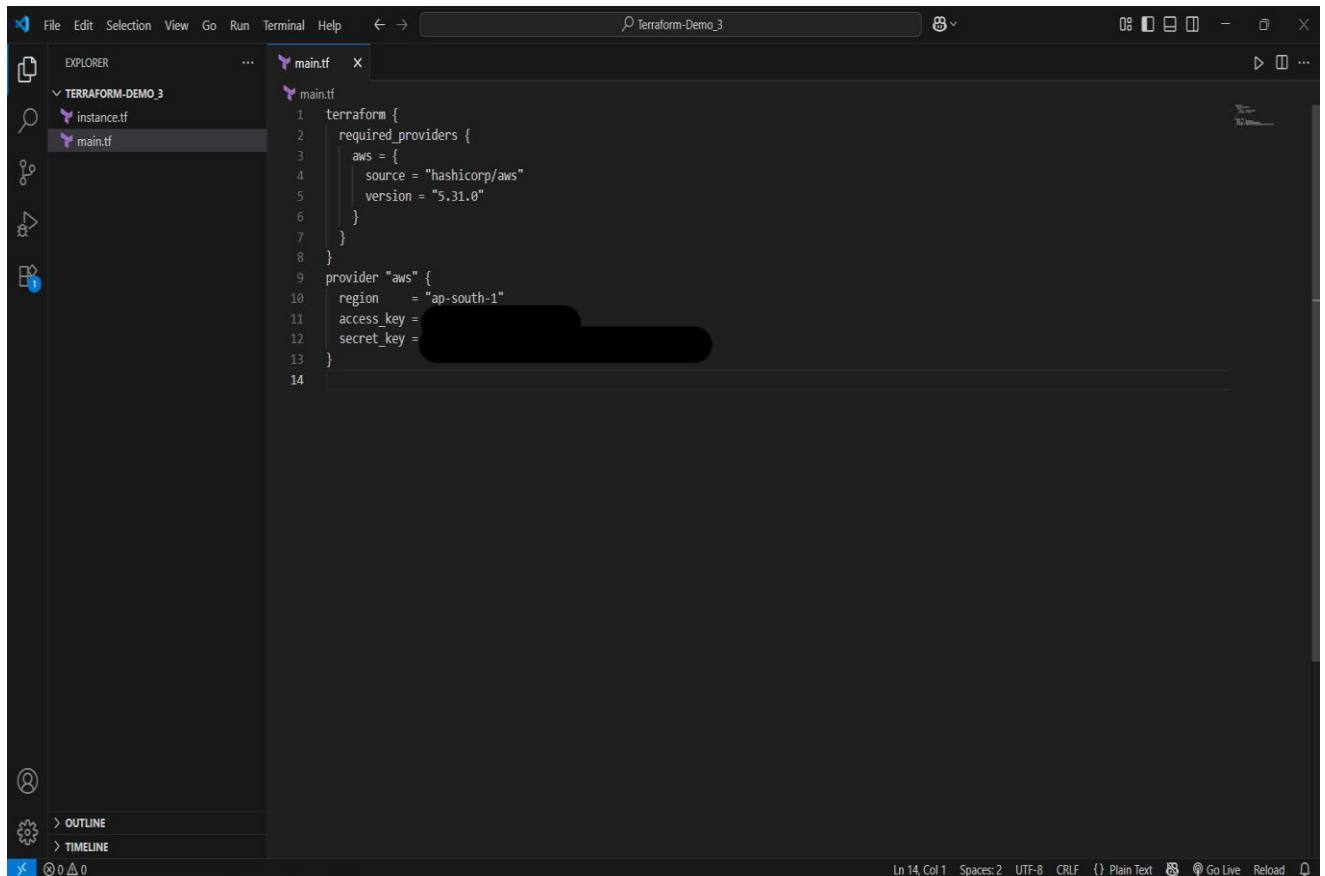 File Edit Selection View Go Run Terminal Help
Terraform-Demo_3
EXPLORER
main.tf
TERRAFORM-DEMO_3
instance.tf
main.tf
main.tf
1 terraform {
2 required_providers {
3 aws = {
4 source = "hashicorp/aws"
5 version = "5.31.0"
6 }
7 }
8 }
9 provider "aws" {
10 region = "ap-south-1"
11 access_key =
12 secret_key =
13 }
14
1
OUTLINE
TIMELINE
0 0 Ln 14, Col 1 Spaces: 2 UTF-8 CRLF {} Plain Text Go Live Reload